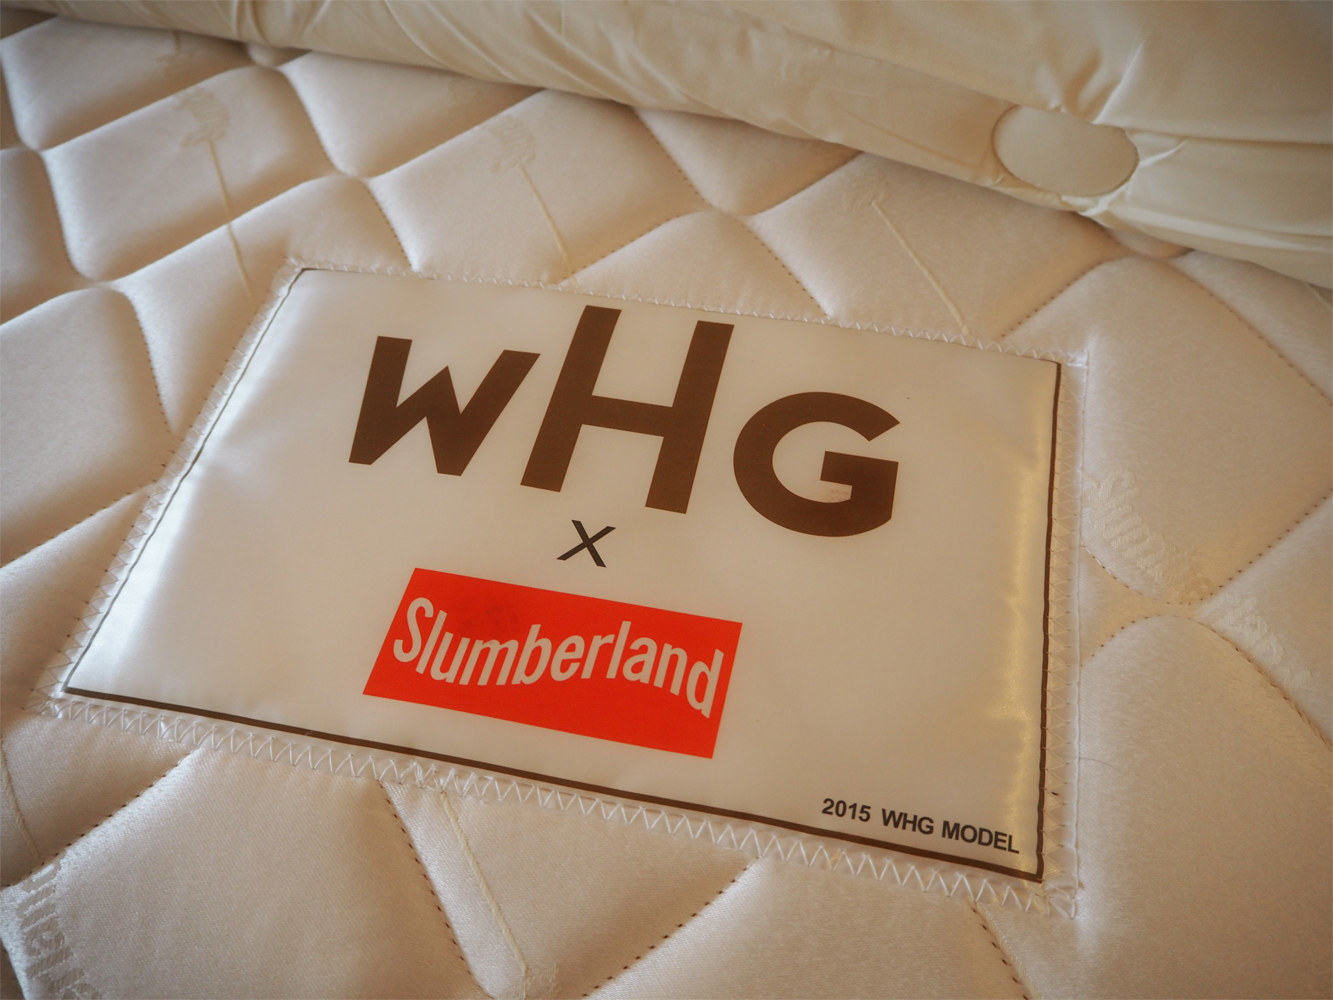 WHG
x
Slumberland
2015 WHG MODEL